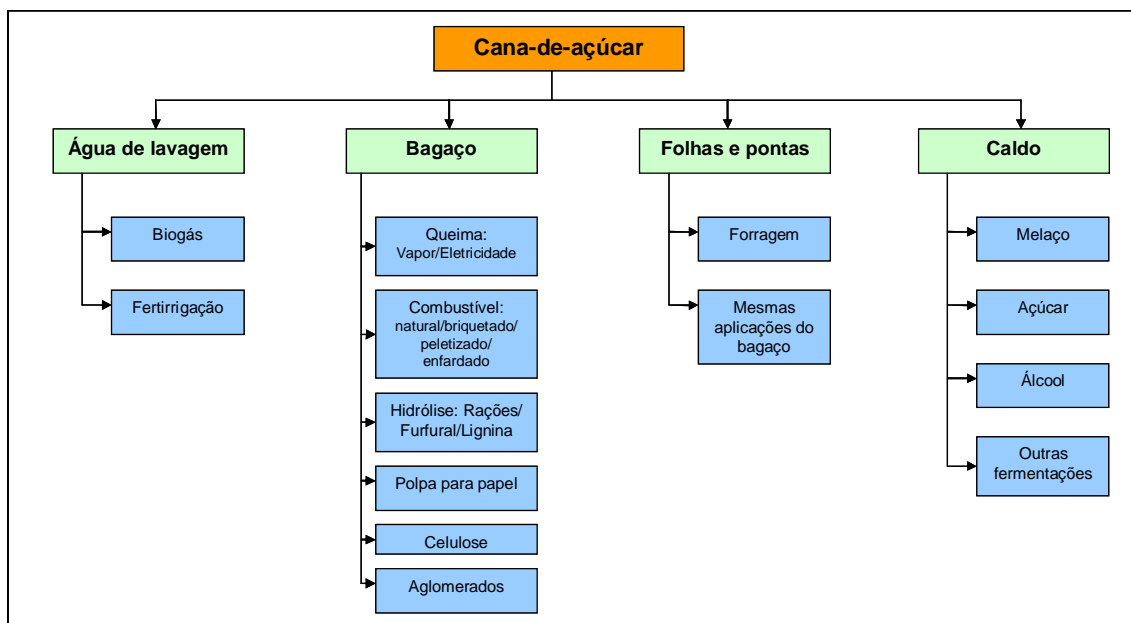 Cana-de-açúcar
Água de lavagem
Bagaço
Folhas e pontas
Caldo
Biogás
Fertirrigação
Queima:
Vapor/Eletricidade
Combustível:
natural/briquetado/
peletizado/
enfardado
Hidrólise: Rações/
Furfural/Lignina
Polpa para papel
Celulose
Aglomerados
Forragem
Mesmas
aplicações do
bagaço
Melaço
Açúcar
Álcool
Outras
fermentações